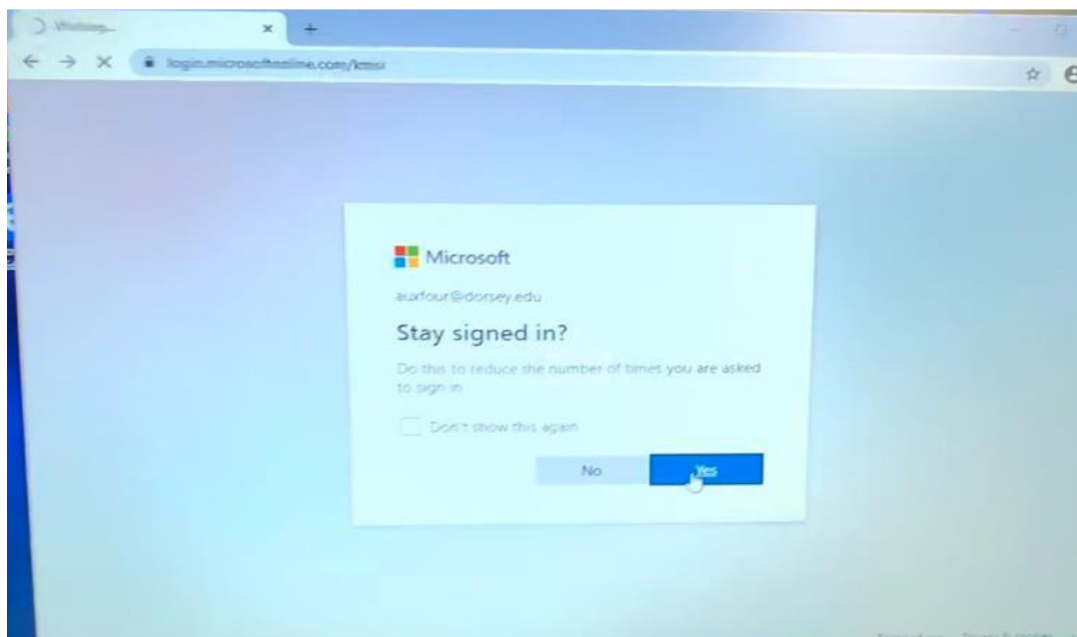 login.microsoftonline.com/kmsi
Microsoft
auxfour@dorsey.edu
Stay signed in?
Do this to reduce the number of times you are asked
to sign in
Don't show this again
No
Yes